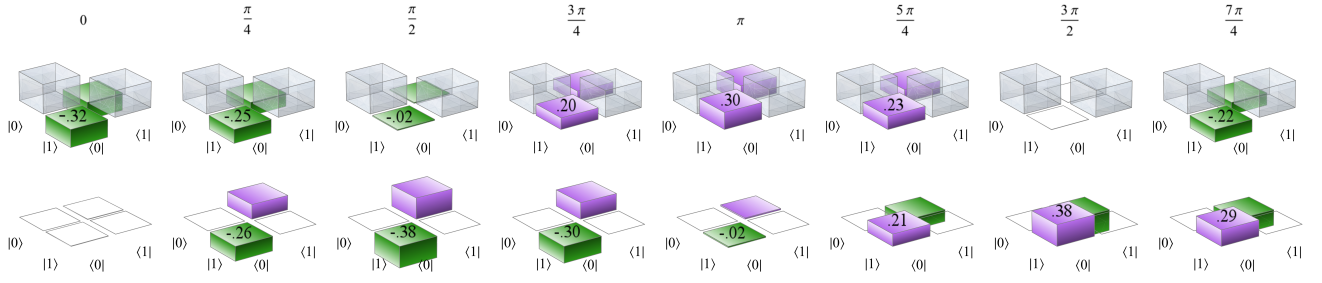 0 π/4 π/2 3π/4 π 5π/4 3π/2 7π/4
-.32 -.25 -.02 .20 .30 .23 -.22
|0⟩ ⟨1| |0⟩ ⟨1| |0⟩ ⟨1| |0⟩ ⟨1| |0⟩ ⟨1| |0⟩ ⟨1| |0⟩ ⟨1| |0⟩ ⟨1|
|1⟩ ⟨0| |1⟩ ⟨0| |1⟩ ⟨0| |1⟩ ⟨0| |1⟩ ⟨0| |1⟩ ⟨0| |1⟩ ⟨0| |1⟩ ⟨0|
-.26 -.38 -.30 -.02 .21 .38 .29
|0⟩ ⟨1| |0⟩ ⟨1| |0⟩ ⟨1| |0⟩ ⟨1| |0⟩ ⟨1| |0⟩ ⟨1| |0⟩ ⟨1| |0⟩ ⟨1|
|1⟩ ⟨0| |1⟩ ⟨0| |1⟩ ⟨0| |1⟩ ⟨0| |1⟩ ⟨0| |1⟩ ⟨0| |1⟩ ⟨0| |1⟩ ⟨0|